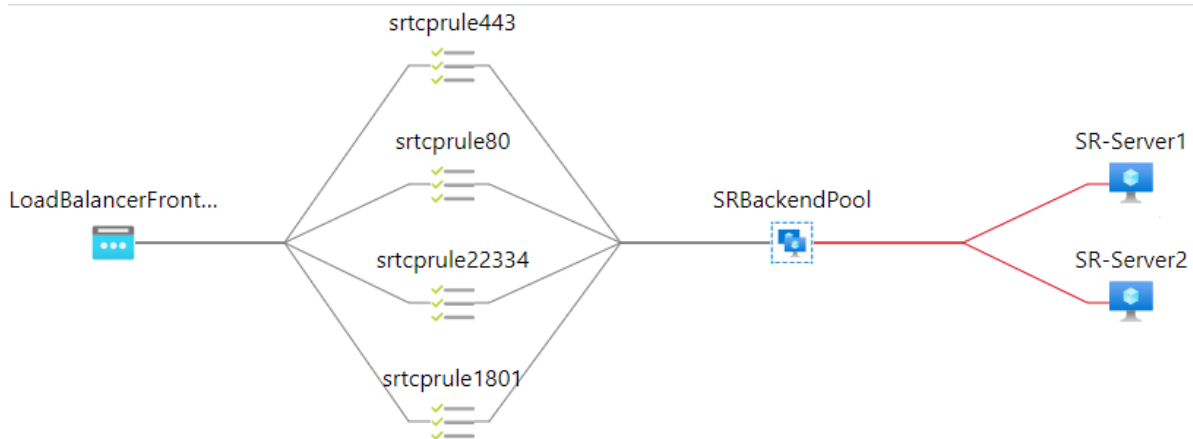 srtcprule443
srtcprule80
SR-Server1
LoadBalancerFront...
SRBackendPool
srtcprule22334
SR-Server2
srtcprule1801